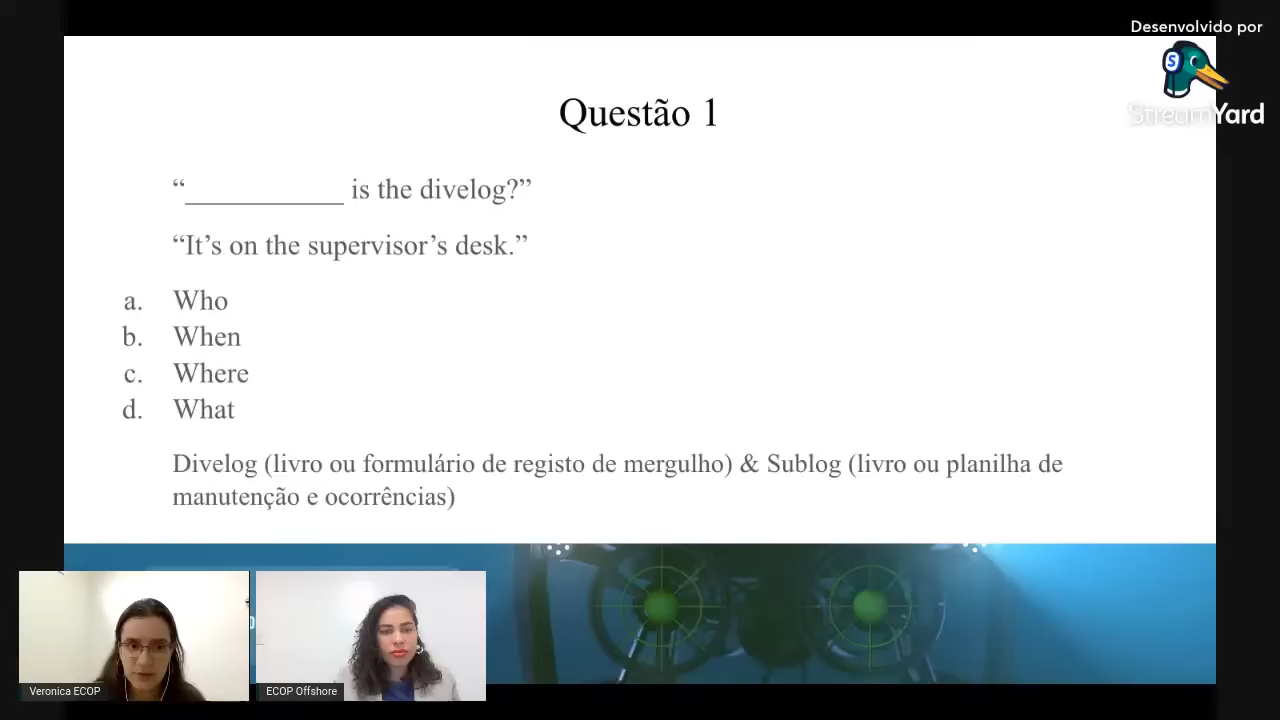 Desenvolvido por
StreamYard
Questão 1
“___________ is the divelog?”
“It’s on the supervisor’s desk.”
a. Who
b. When
c. Where
d. What
Divelog (livro ou formulário de registo de mergulho) & Sublog (livro ou planilha de
manutenção e ocorrências)
Veronica ECOP
ECOP Offshore